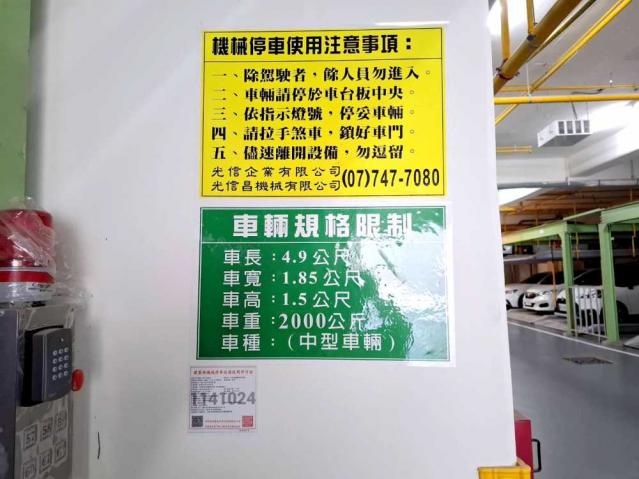 機械停車使用注意事項：
一、除駕駛者，餘人員勿進入。
二、車輛請停於車台板中央。
三、依指示燈號，停妥車輛。
四、請拉手煞車，鎖好車門。
五、儘速離開設備，勿逗留。
光信企業有限公司
光信昌機械有限公司
(07)747-7080
車輛規格限制
車長：4.9公尺
車寬：1.85公尺
車高：1.5公尺
車重：2000公斤
車種：（中型車輛）
1141024